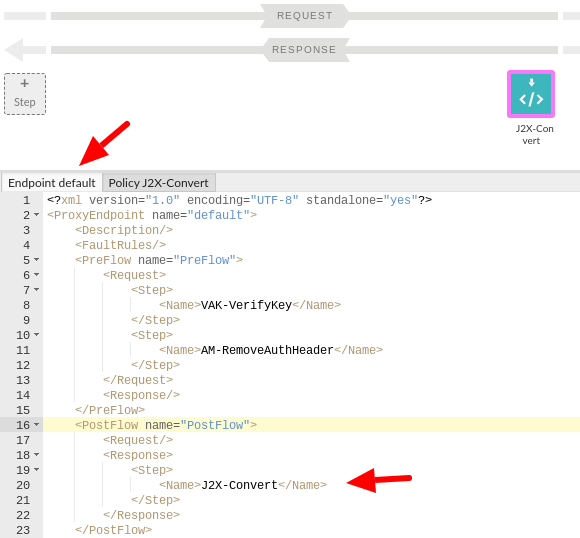 REQUEST
RESPONSE
+
Step
J2X-Con
vert
Endpoint default Policy J2X-Convert
1 <?xml version="1.0" encoding="UTF-8" standalone="yes"?>
2 <ProxyEndpoint name="default">
3     <Description/>
4     <FaultRules/>
5     <PreFlow name="PreFlow">
6         <Request>
7             <Step>
8                 <Name>VAK-VerifyKey</Name>
9             </Step>
10             <Step>
11                 <Name>AM-RemoveAuthHeader</Name>
12             </Step>
13         </Request>
14         <Response/>
15     </PreFlow>
16     <PostFlow name="PostFlow">
17         <Request/>
18         <Response>
19             <Step>
20                 <Name>J2X-Convert</Name>
21             </Step>
22         </Response>
23     </PostFlow>